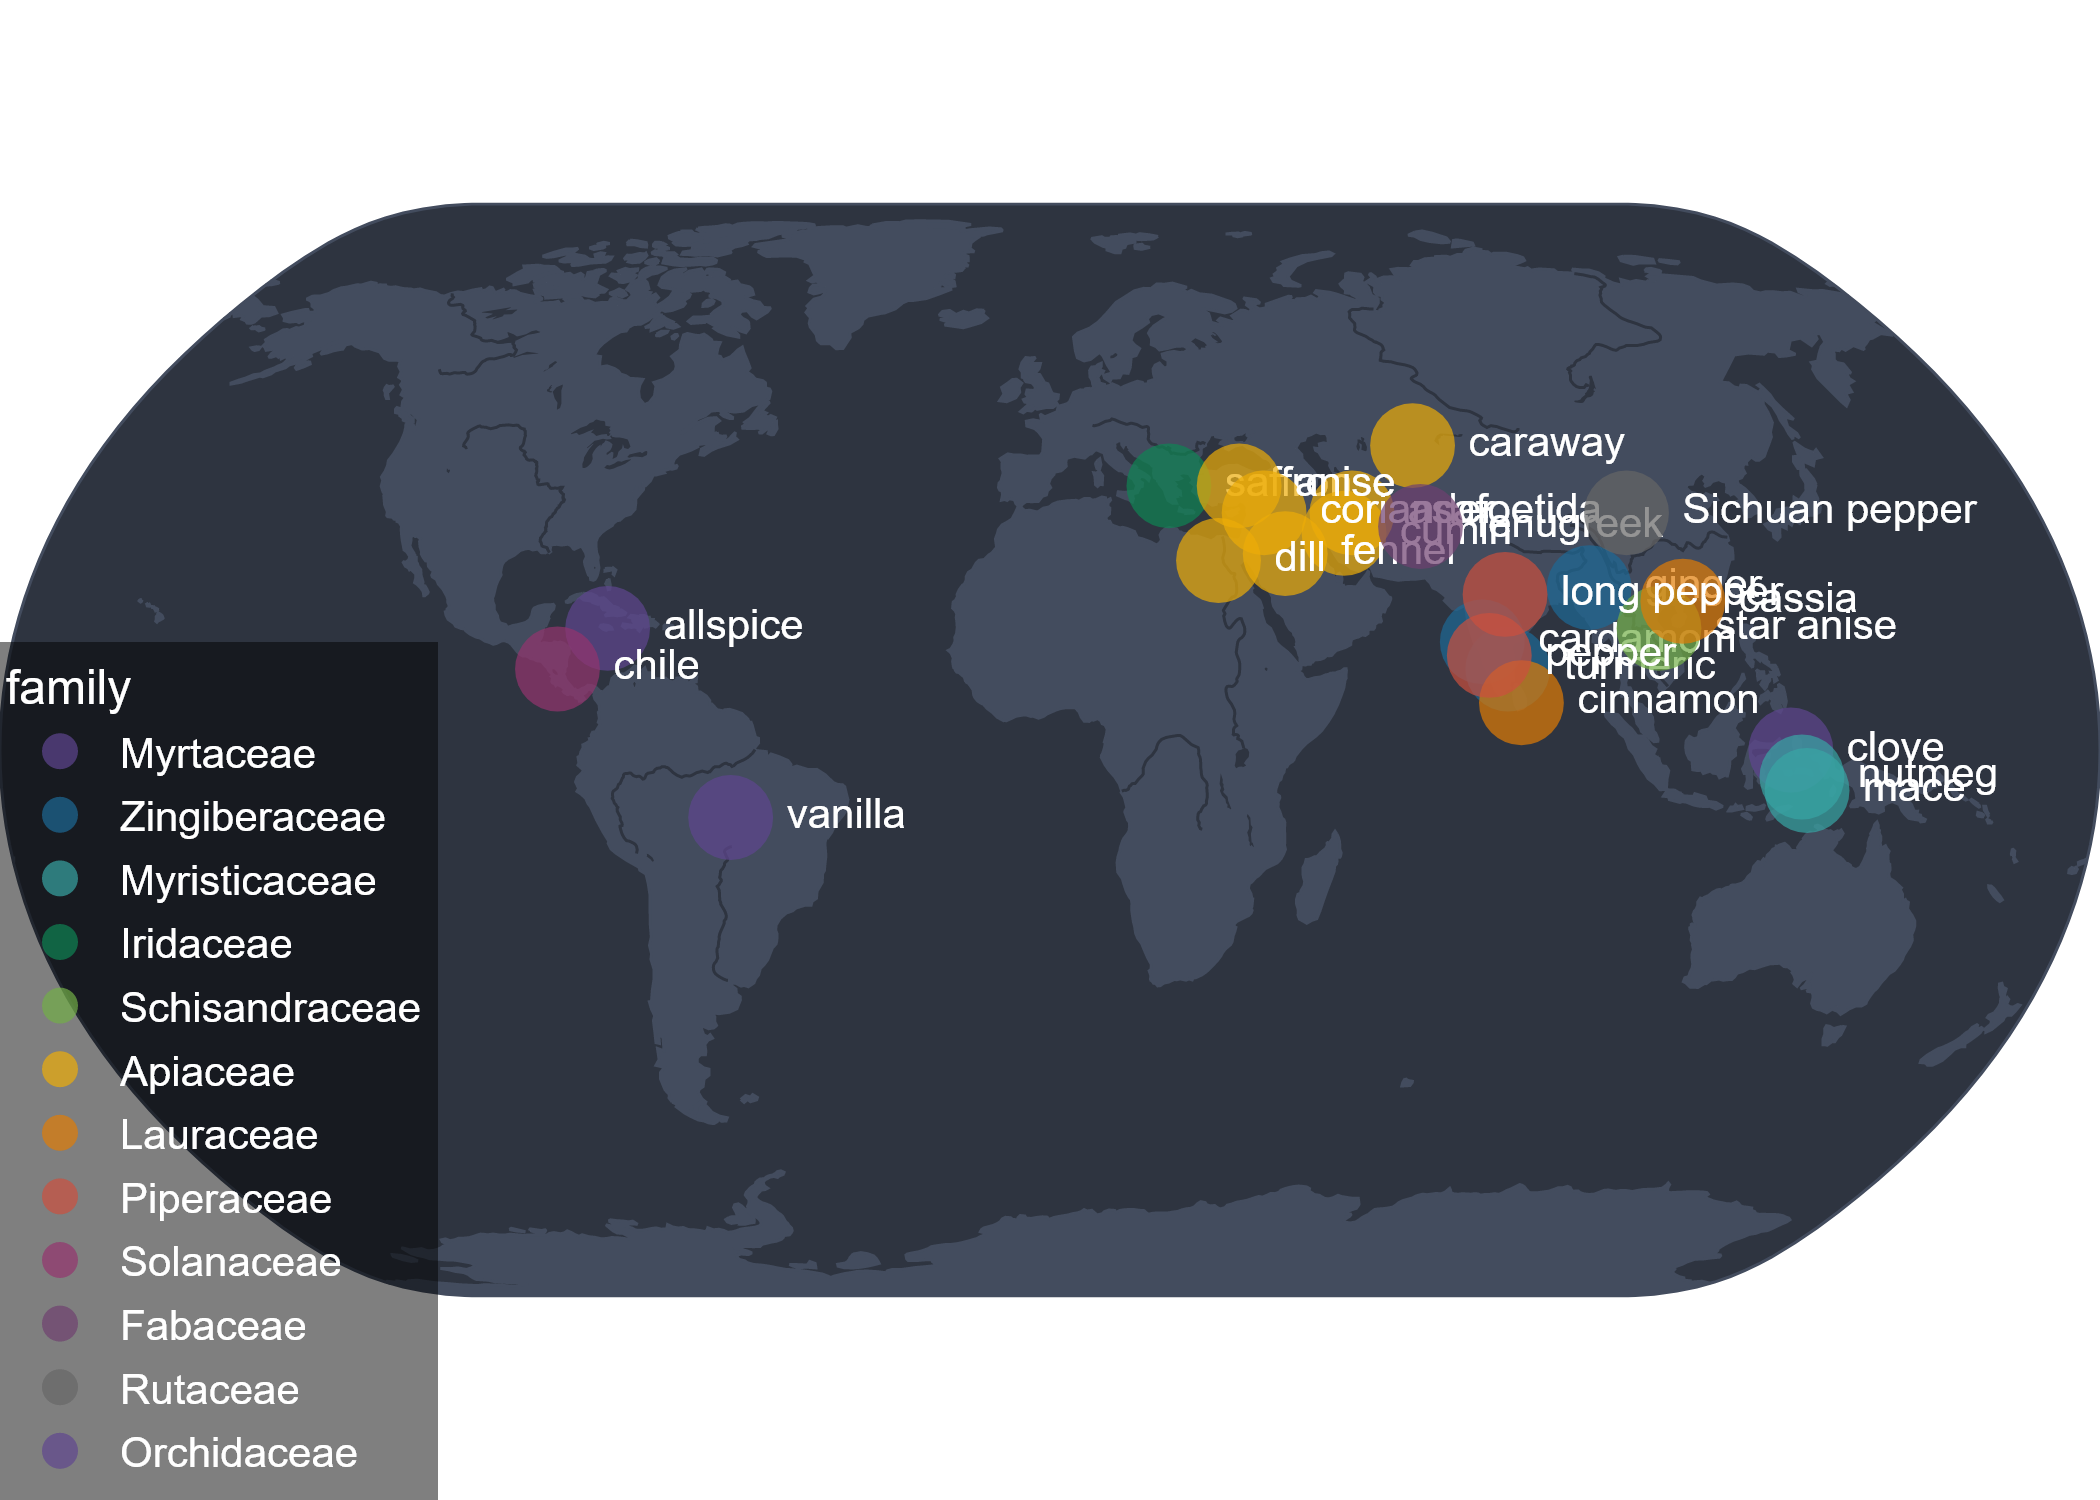 caraway
saffron
anise
coriander
asafoetida
Sichuan pepper
cumin
fenugreek
dill
fennel
ginger
long pepper
cassia
allspice
star anise
cardamom
pepper
turmeric
chile
cinnamon
clove
nutmeg
mace
vanilla
family
Myrtaceae
Zingiberaceae
Myristicaceae
Iridaceae
Schisandraceae
Apiaceae
Lauraceae
Piperaceae
Solanaceae
Fabaceae
Rutaceae
Orchidaceae